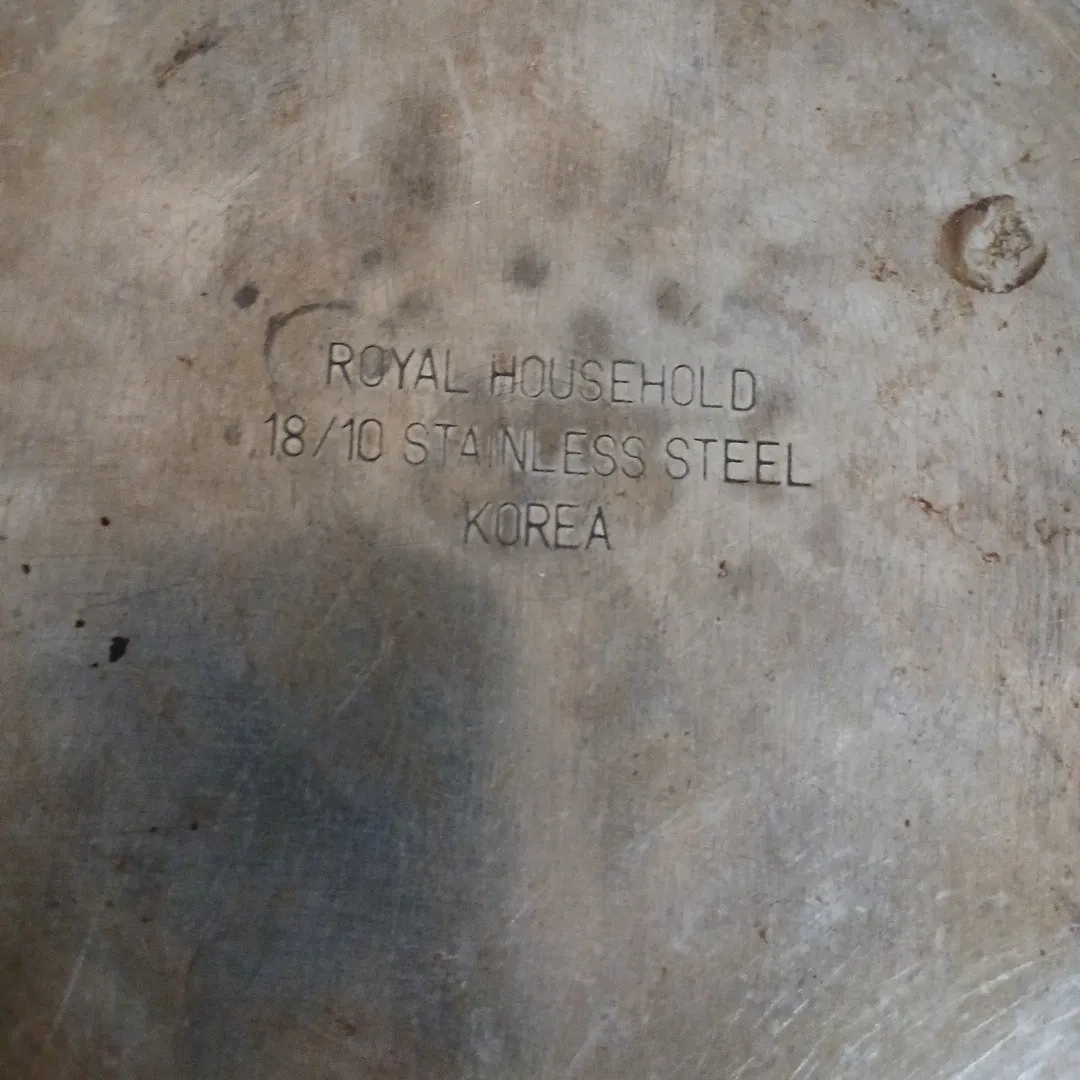 ROYAL HOUSEHOLD
18/10 STAINLESS STEEL
KOREA